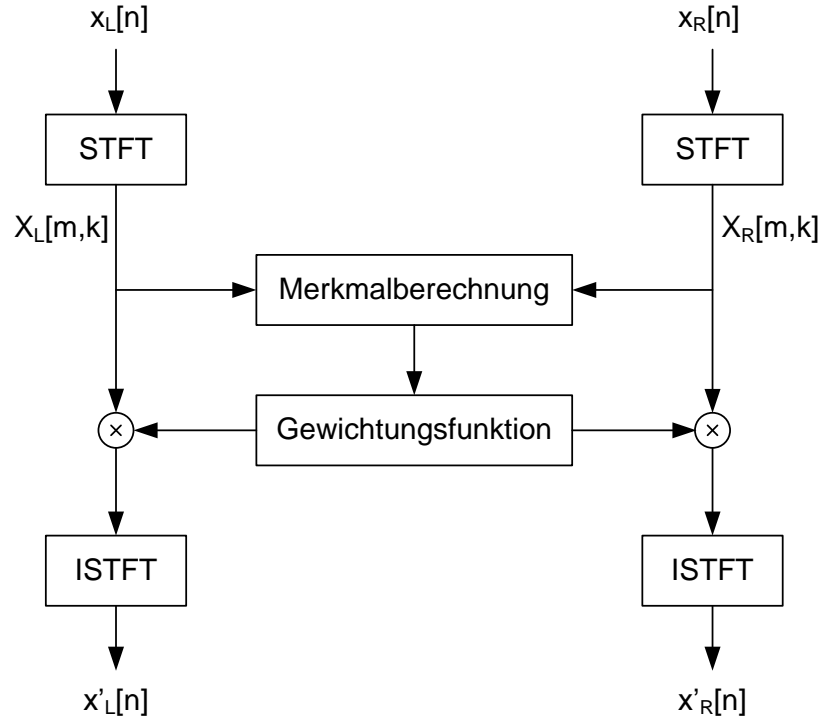 x_L[n]
x_R[n]
STFT
STFT
X_L[m,k]
X_R[m,k]
Merkmalberechnung
×
Gewichtungsfunktion
×
ISTFT
ISTFT
x'_L[n]
x'_R[n]